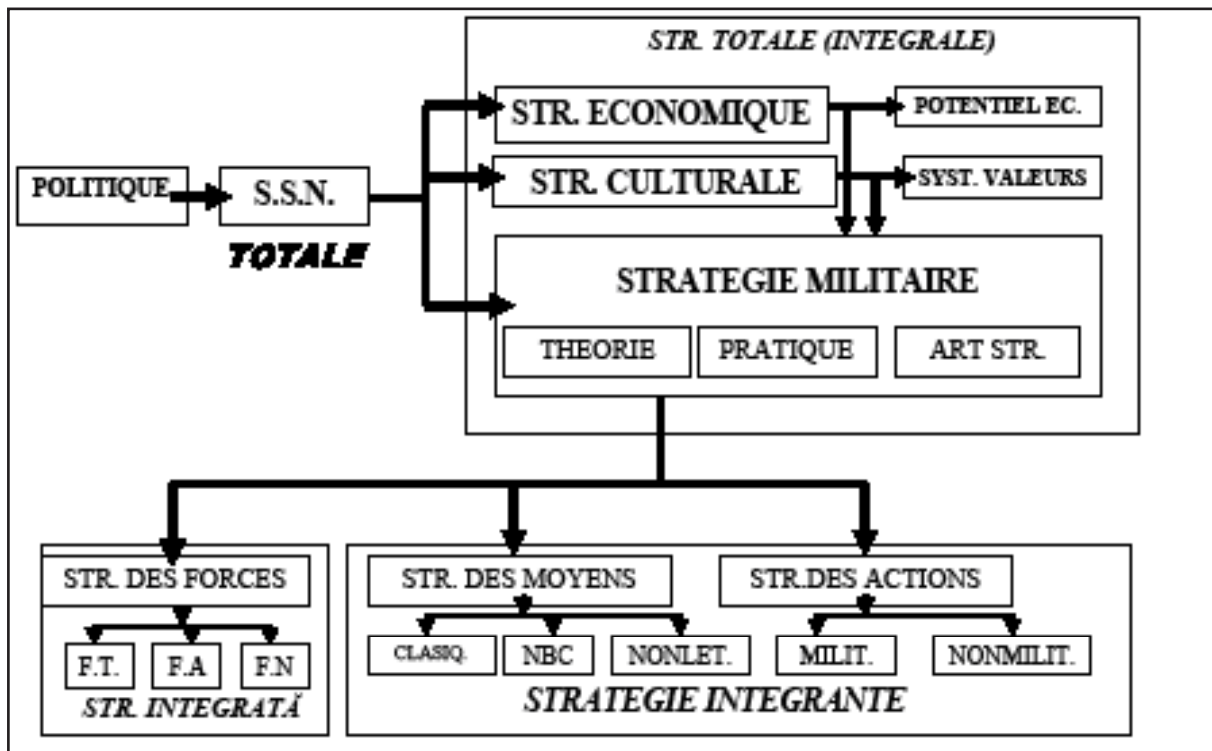 STR. TOTALE (INTEGRALE)
STR. ECONOMIQUE
POTENTIEL EC.
POLITIQUE
S.S.N.
STR. CULTURALE
SYST. VALEURS
TOTALE
STRATEGIE MILITAIRE
THEORIE
PRATIQUE
ART STR.
STR. DES FORCES
STR. DES MOYENS
STR.DES ACTIONS
F.T.
F.A
F.N
CLASIQ.
NBC
NONLET.
MILIT.
NONMILIT.
STR. INTEGRATĂ
STRATEGIE INTEGRANTE